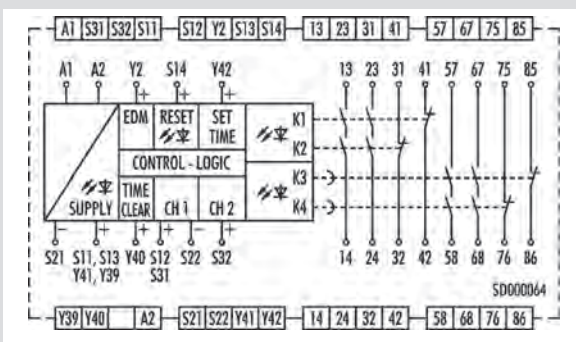 A1 S31 S32 S11 S12 Y2 S13 S14 13 23 31 41 57 67 75 85
A1 A2 Y2 S14 Y42 13 23 31 41 57 67 75 85
+ + +
EDM RESET SET TIME
K1
K2
CONTROL - LOGIC
K3
K4
SUPPLY TIME CLEAR CH 1 CH 2
- + + + - +
S21 S11, S13 Y41, Y39 Y40 S12 S31 S22 S32 14 24 32 42 58 68 76 86
SD000064
Y39 Y40 A2 S21 S22 Y41 Y42 14 24 32 42 58 68 76 86